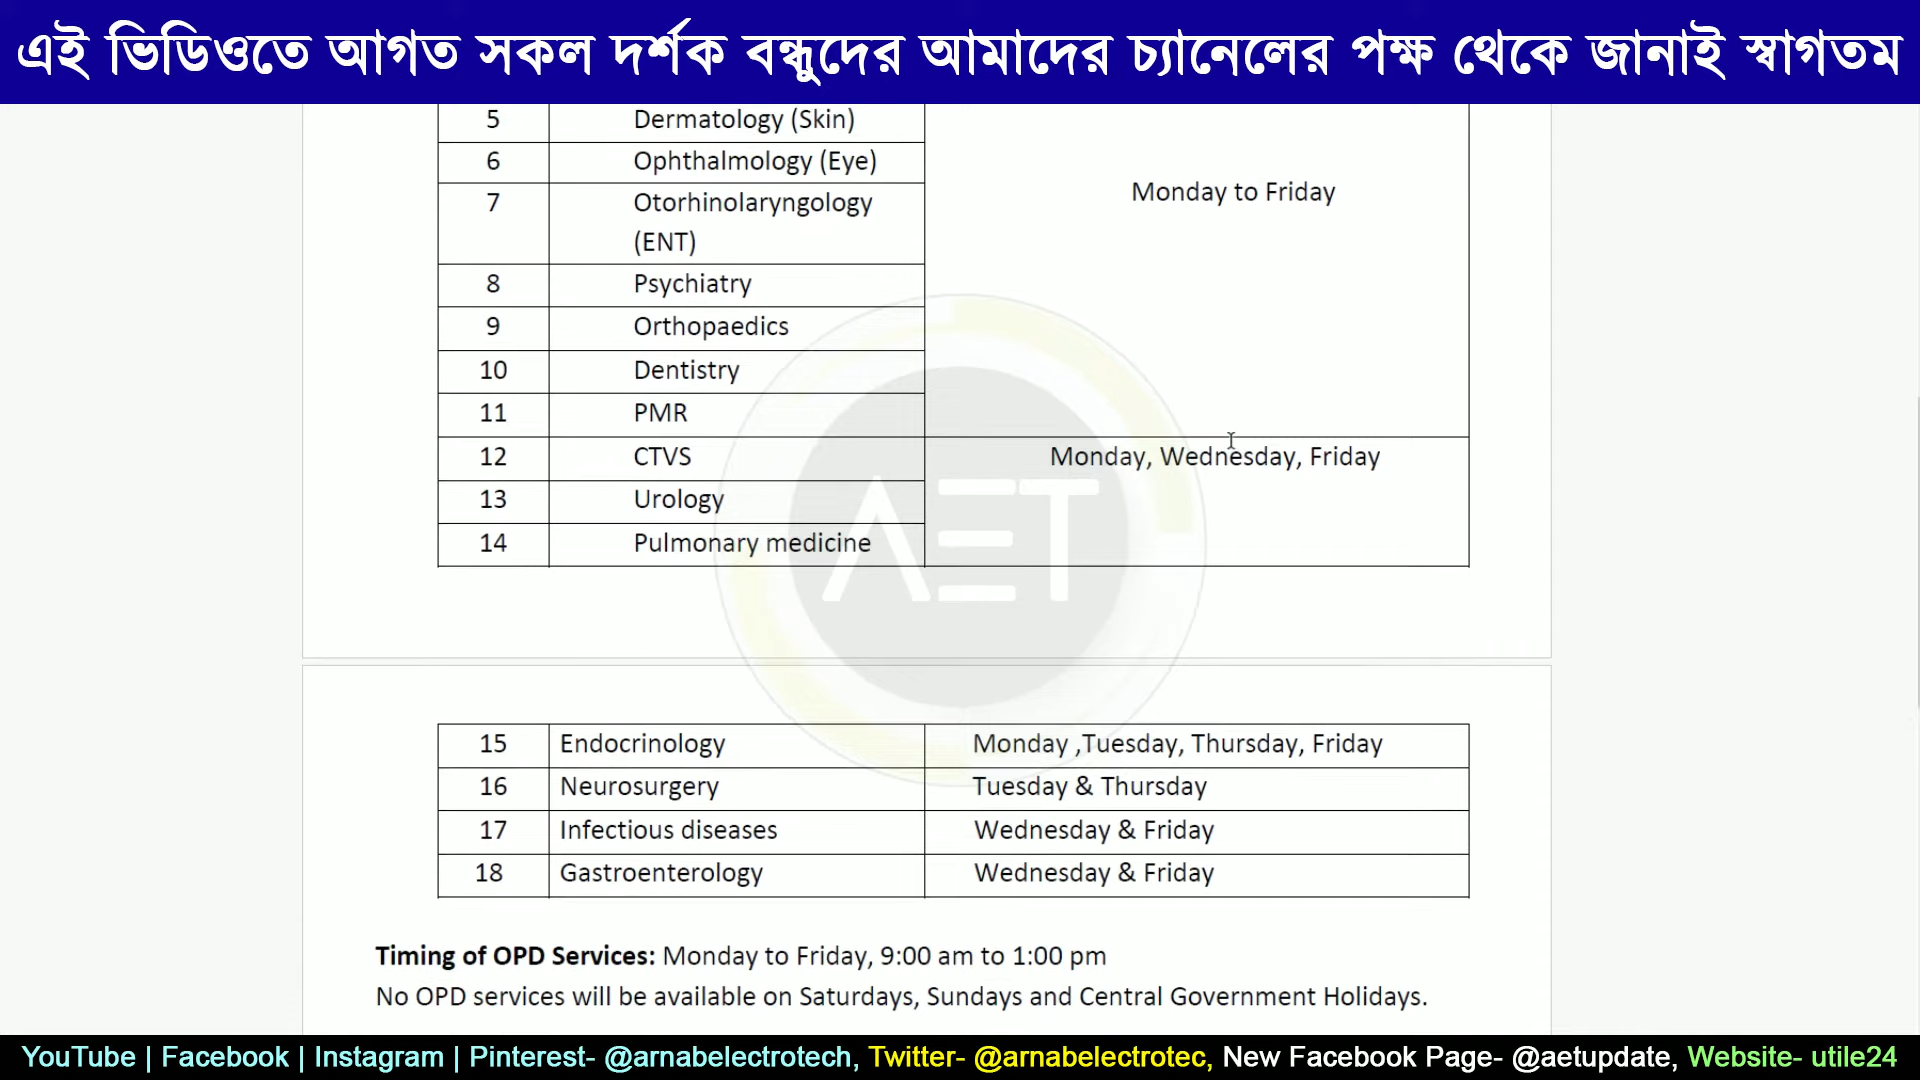 এই ভিডিওতে আগত সকল দর্শক বন্ধুদের আমাদের চ্যানেলের পক্ষ থেকে জানাই স্বাগতম
5 Dermatology (Skin)
6 Ophthalmology (Eye)
Monday to Friday
7 Otorhinolaryngology
(ENT)
8 Psychiatry
9 Orthopaedics
10 Dentistry
11 PMR
12 CTVS Monday, Wednesday, Friday
13 Urology
14 Pulmonary medicine
AET
15 Endocrinology Monday ,Tuesday, Thursday, Friday
16 Neurosurgery Tuesday & Thursday
17 Infectious diseases Wednesday & Friday
18 Gastroenterology Wednesday & Friday
Timing of OPD Services: Monday to Friday, 9:00 am to 1:00 pm
No OPD services will be available on Saturdays, Sundays and Central Government Holidays.
YouTube | Facebook | Instagram | Pinterest- @arnabelectrotech, Twitter- @arnabelectrotec, New Facebook Page- @aetupdate, Website- utile24